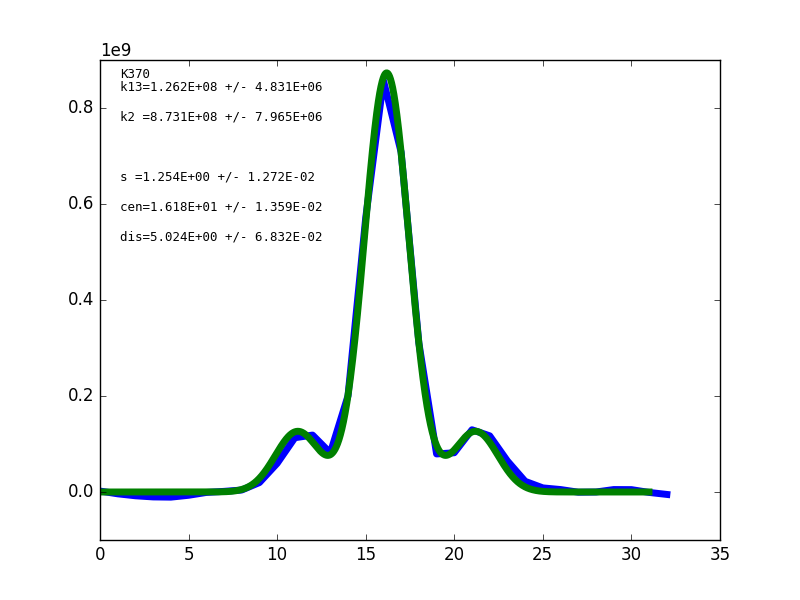 1e9
K370
k13=1.262E+08 +/- 4.831E+06
k2 =8.731E+08 +/- 7.965E+06
s =1.254E+00 +/- 1.272E-02
cen=1.618E+01 +/- 1.359E-02
dis=5.024E+00 +/- 6.832E-02
0.8
0.6
0.4
0.2
0.0
0 5 10 15 20 25 30 35